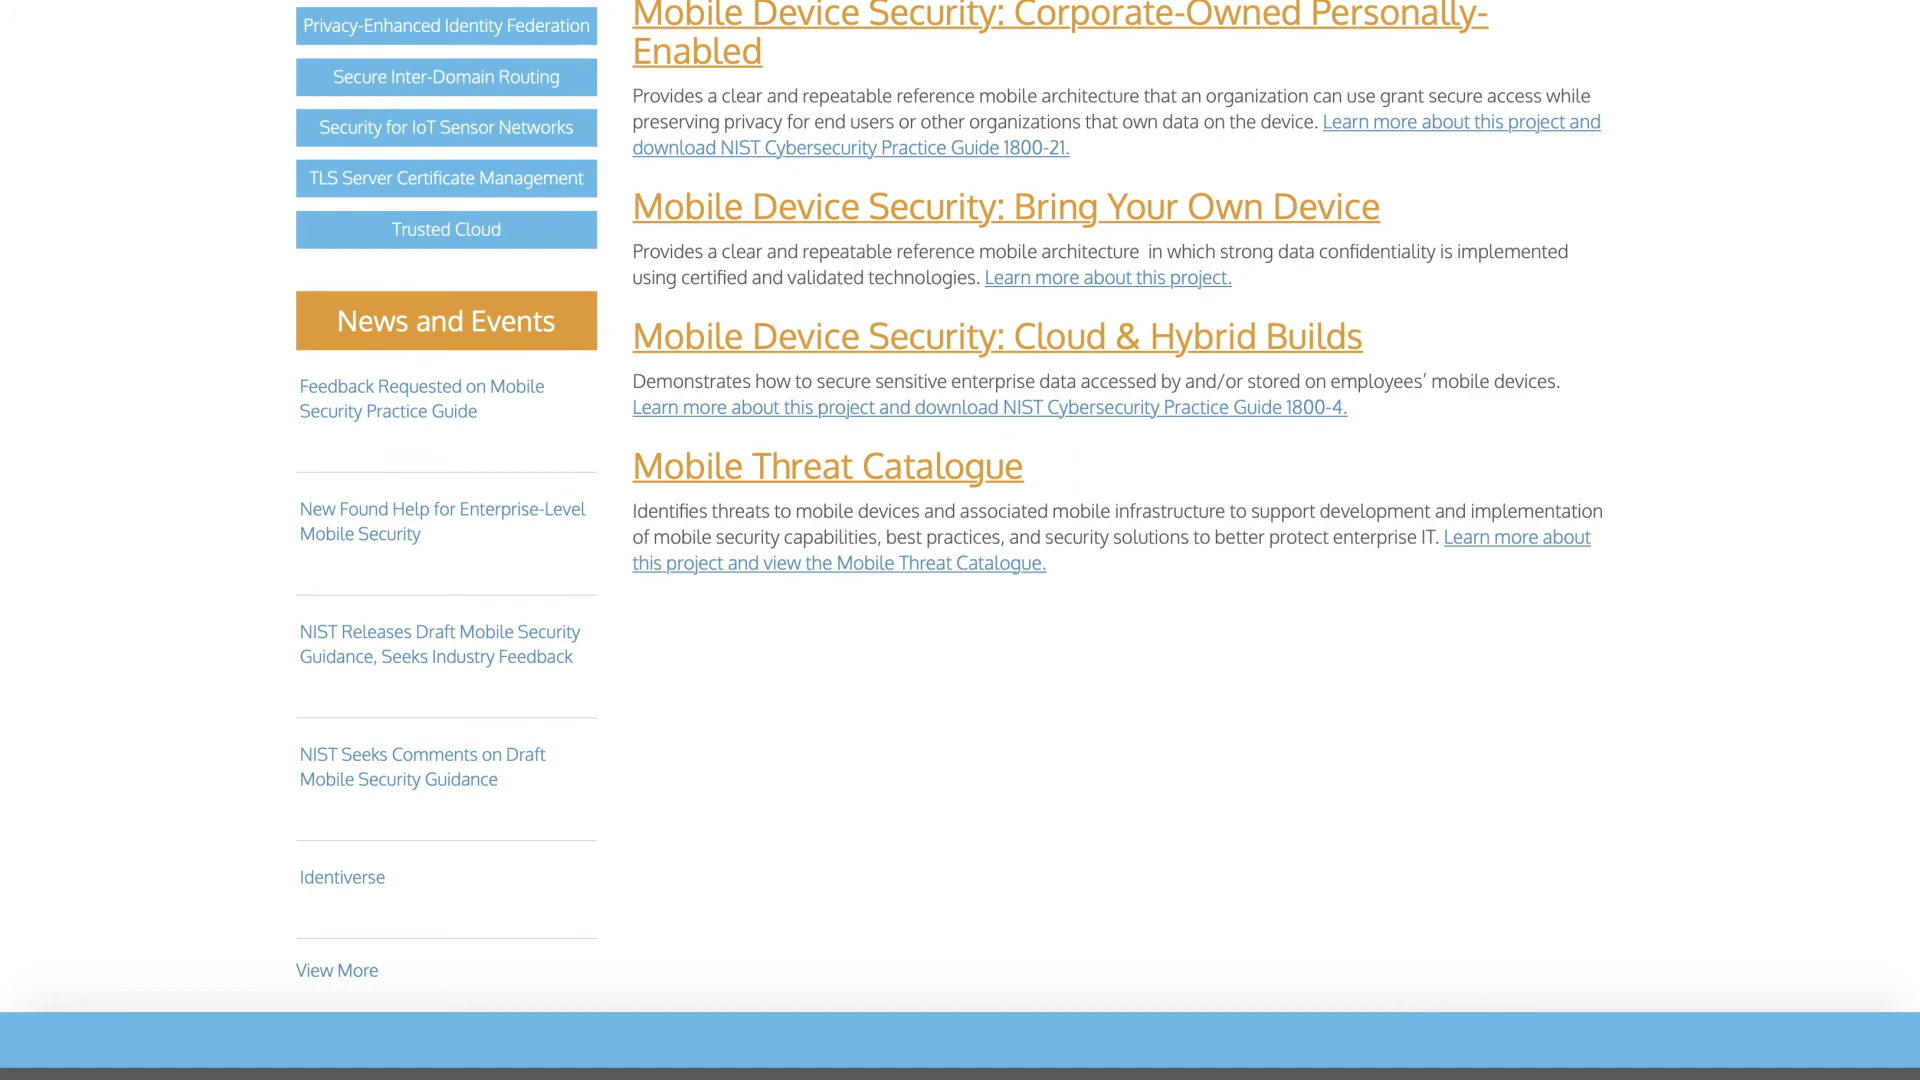 Privacy-Enhanced Identity Federation
Secure Inter-Domain Routing
Security for IoT Sensor Networks
TLS Server Certificate Management
Trusted Cloud
News and Events
Feedback Requested on Mobile
Security Practice Guide
New Found Help for Enterprise-Level
Mobile Security
NIST Releases Draft Mobile Security
Guidance, Seeks Industry Feedback
NIST Seeks Comments on Draft
Mobile Security Guidance
Identiverse
View More
Mobile Device Security: Corporate-Owned Personally-
Enabled
Provides a clear and repeatable reference mobile architecture that an organization can use grant secure access while
preserving privacy for end users or other organizations that own data on the device. Learn more about this project and
download NIST Cybersecurity Practice Guide 1800-21.
Mobile Device Security: Bring Your Own Device
Provides a clear and repeatable reference mobile architecture  in which strong data confidentiality is implemented
using certified and validated technologies. Learn more about this project.
Mobile Device Security: Cloud & Hybrid Builds
Demonstrates how to secure sensitive enterprise data accessed by and/or stored on employees’ mobile devices.
Learn more about this project and download NIST Cybersecurity Practice Guide 1800-4.
Mobile Threat Catalogue
Identifies threats to mobile devices and associated mobile infrastructure to support development and implementation
of mobile security capabilities, best practices, and security solutions to better protect enterprise IT. Learn more about
this project and view the Mobile Threat Catalogue.